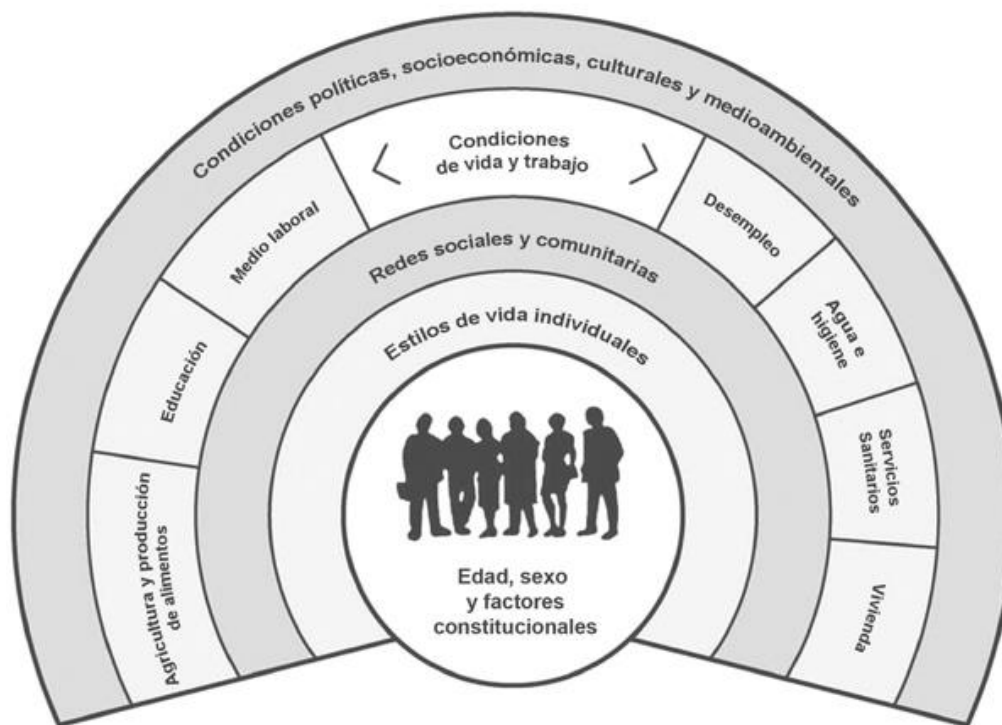 Condiciones políticas, socioeconómicas, culturales y medioambientales
Condiciones
de vida y trabajo
Agricultura y producción
de alimentos
Educación
Medio laboral
Desempleo
Agua e
higiene
Servicios
Sanitarios
Vivienda
Redes sociales y comunitarias
Estilos de vida individuales
Edad, sexo
y factores
constitucionales